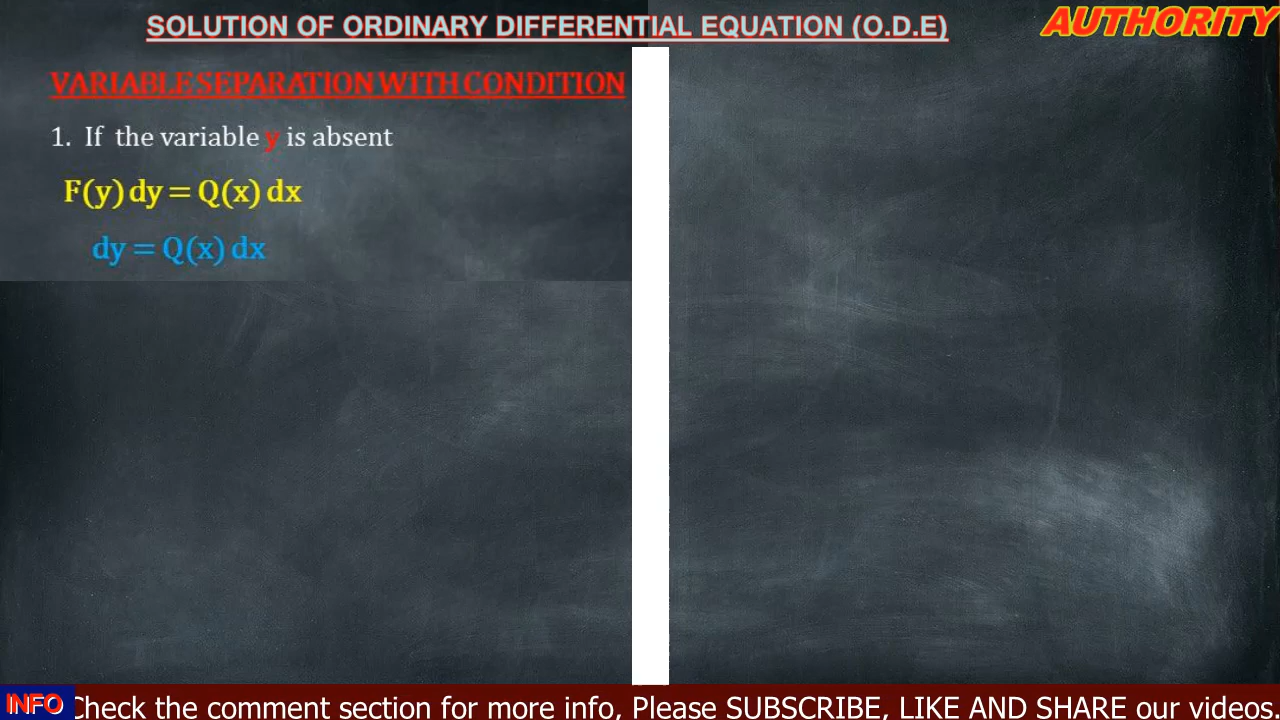 SOLUTION OF ORDINARY DIFFERENTIAL EQUATION (O.D.E)
AUTHORITY
VARIABLE SEPARATION WITH CONDITION
1. If the variable y is absent
F(y) dy = Q(x) dx
dy = Q(x) dx
INFO Check the comment section for more info, Please SUBSCRIBE, LIKE AND SHARE our videos.